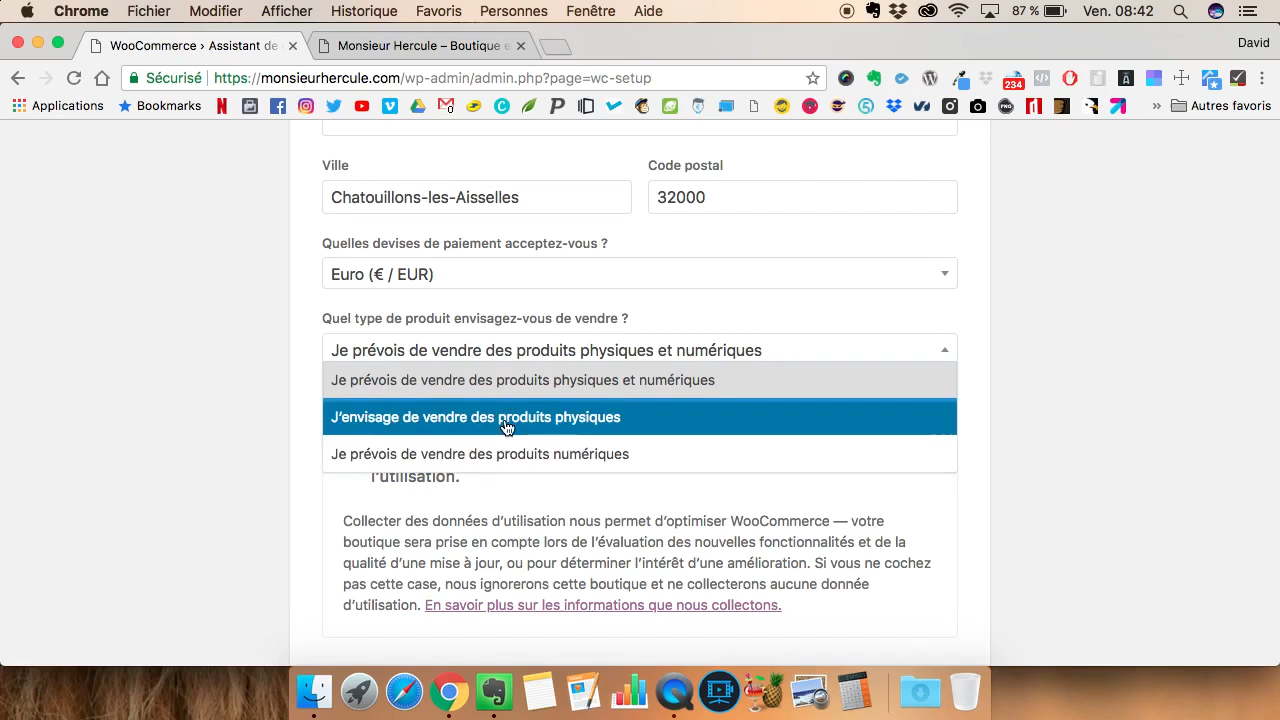 Chrome Fichier Modifier Afficher Historique Favoris Personnes Fenêtre Aide 87 % Ven. 08:42
WooCommerce › Assistant de Monsieur Hercule – Boutique e David
Sécurisé https://monsieurhercule.com/wp-admin/admin.php?page=wc-setup 234
Applications Bookmarks » Autres favoris
Ville Code postal
Chatouillons-les-Aisselles 32000
Quelles devises de paiement acceptez-vous ?
Euro (€ / EUR)
Quel type de produit envisagez-vous de vendre ?
Je prévois de vendre des produits physiques et numériques
Je prévois de vendre des produits physiques et numériques
J’envisage de vendre des produits physiques
Je prévois de vendre des produits numériques
l’utilisation.
Collecter des données d’utilisation nous permet d’optimiser WooCommerce — votre
boutique sera prise en compte lors de l’évaluation des nouvelles fonctionnalités et de la
qualité d’une mise à jour, ou pour déterminer l’intérêt d’une amélioration. Si vous ne cochez
pas cette case, nous ignorerons cette boutique et ne collecterons aucune donnée
d’utilisation. En savoir plus sur les informations que nous collectons.